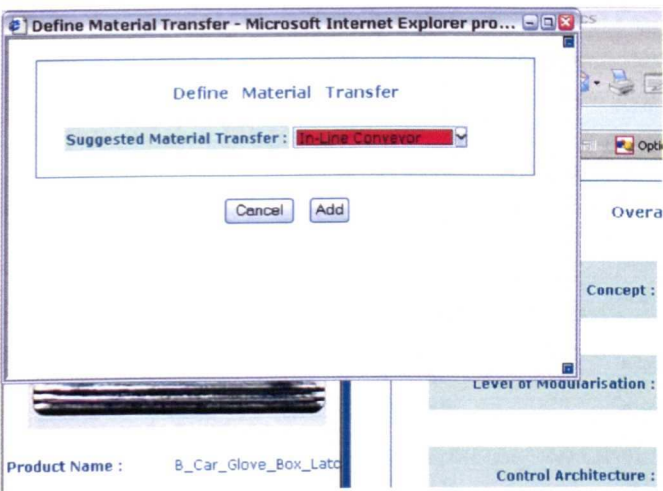 Define Material Transfer - Microsoft Internet Explorer pro...
Define Material Transfer
Suggested Material Transfer :
In-Line Conveyor
Cancel
Add
Opti
Overa
Concept :
Level of Modularisation :
Product Name :
B_Car_Glove_Box_Latc
Control Architecture :